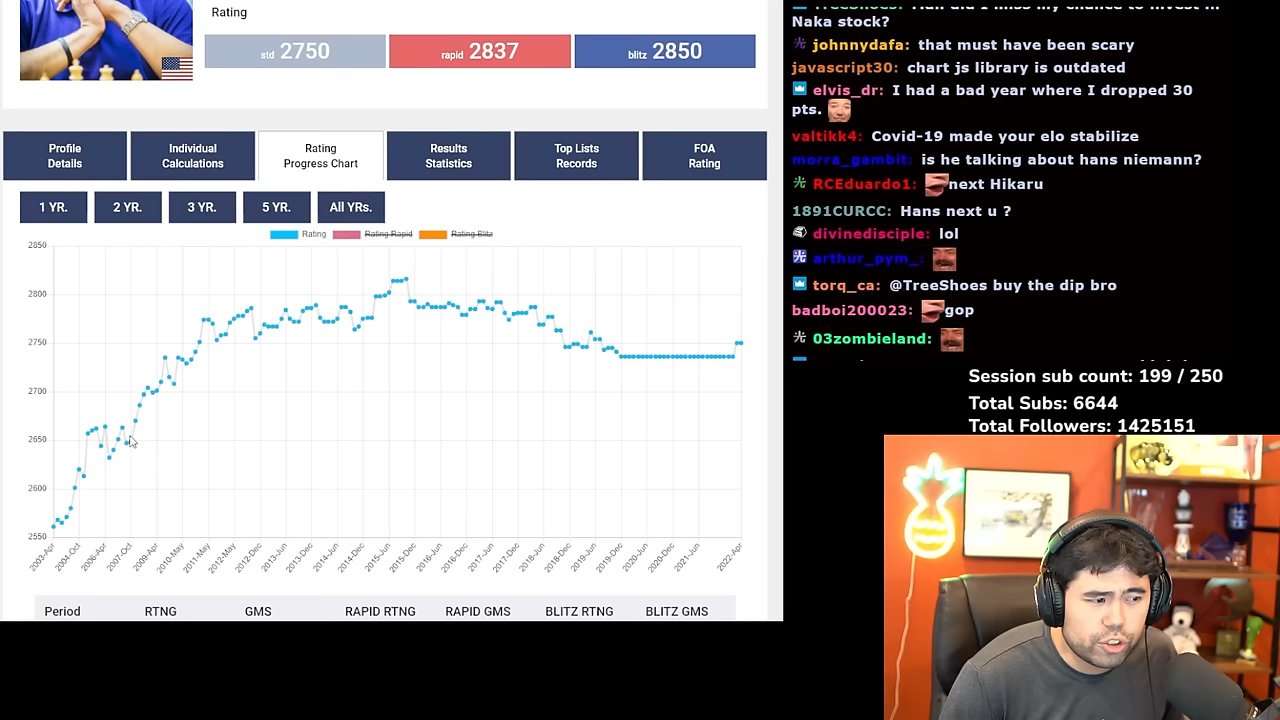 Rating
std 2750
rapid 2837
blitz 2850
Profile
Details
Individual
Calculations
Rating
Progress Chart
Results
Statistics
Top Lists
Records
FOA
Rating
1 YR.
2 YR.
3 YR.
5 YR.
All YRs.
Rating
Rating Rapid
Rating Blitz
2850
2800
2750
2700
2650
2600
2550
2003-Apr
2004-Oct
2006-Apr
2007-Oct
2009-Apr
2010-May
2011-May
2012-May
2012-Dec
2013-Jun
2013-Dec
2014-Jun
2014-Dec
2015-Jun
2015-Dec
2016-Jun
2016-Dec
2017-Jun
2017-Dec
2018-Jun
2018-Dec
2019-Jun
2019-Dec
2020-Jun
2020-Dec
2021-Jun
2022-Apr
Period RTNG GMS RAPID RTNG RAPID GMS BLITZ RTNG BLITZ GMS
Naka stock?
johnnydafa: that must have been scary
javascript30: chart js library is outdated
elvis_dr: I had a bad year where I dropped 30
pts.
valtikk4: Covid-19 made your elo stabilize
morra_gambit: is he talking about hans niemann?
RCEduardo1: next Hikaru
1891CURCC: Hans next u ?
divinedisciple: lol
arthur_pym_:
torq_ca: @TreeShoes buy the dip bro
badboi200023: gop
03zombieland:
Session sub count: 199 / 250
Total Subs: 6644
Total Followers: 1425151